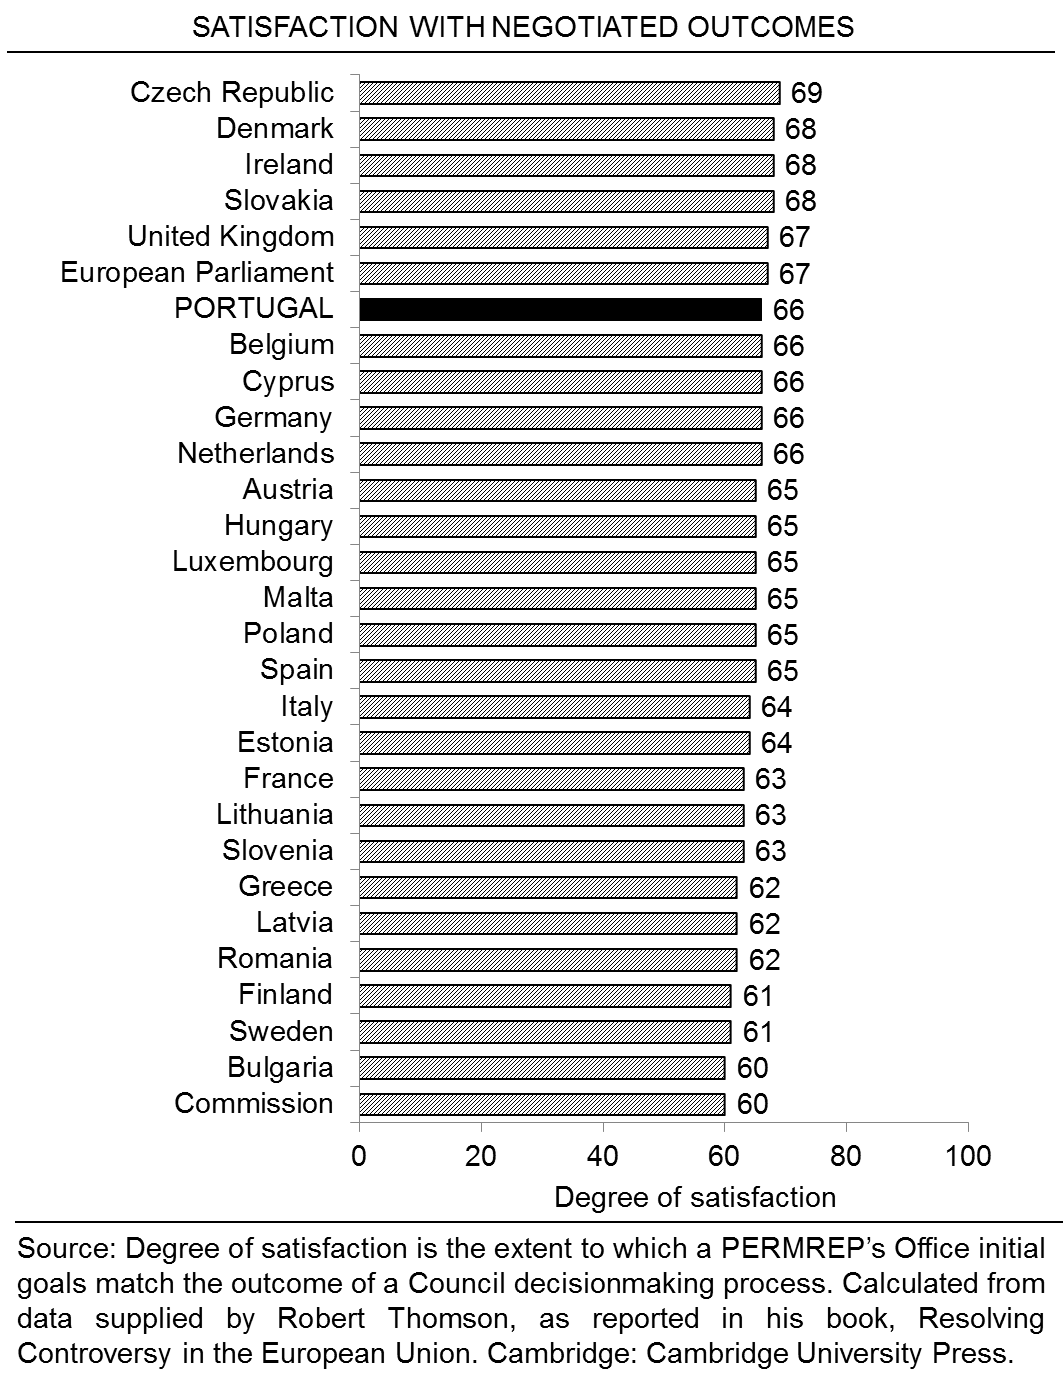 SATISFACTION WITH NEGOTIATED OUTCOMES
Czech Republic 69
Denmark 68
Ireland 68
Slovakia 68
United Kingdom 67
European Parliament 67
PORTUGAL 66
Belgium 66
Cyprus 66
Germany 66
Netherlands 66
Austria 65
Hungary 65
Luxembourg 65
Malta 65
Poland 65
Spain 65
Italy 64
Estonia 64
France 63
Lithuania 63
Slovenia 63
Greece 62
Latvia 62
Romania 62
Finland 61
Sweden 61
Bulgaria 60
Commission 60
0 20 40 60 80 100
Degree of satisfaction
Source: Degree of satisfaction is the extent to which a PERMREP’s Office initial
goals match the outcome of a Council decisionmaking process. Calculated from
data supplied by Robert Thomson, as reported in his book, Resolving
Controversy in the European Union. Cambridge: Cambridge University Press.